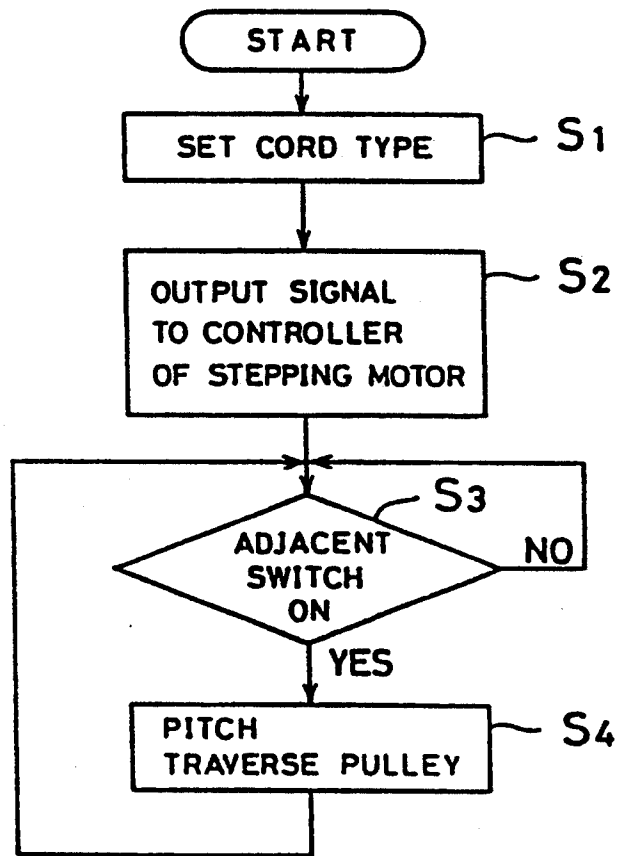 START
SET CORD TYPE
S1
OUTPUT SIGNAL
TO CONTROLLER
OF STEPPING MOTOR
S2
S3
ADJACENT
SWITCH
ON
NO
YES
PITCH
TRAVERSE PULLEY
S4